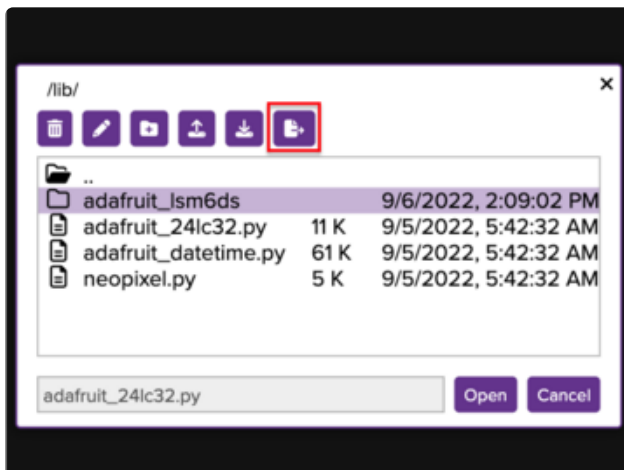 /lib/
..
adafruit_lsm6ds 9/6/2022, 2:09:02 PM
adafruit_24lc32.py 11 K 9/5/2022, 5:42:32 AM
adafruit_datetime.py 61 K 9/5/2022, 5:42:32 AM
neopixel.py 5 K 9/5/2022, 5:42:32 AM
adafruit_24lc32.py Open Cancel